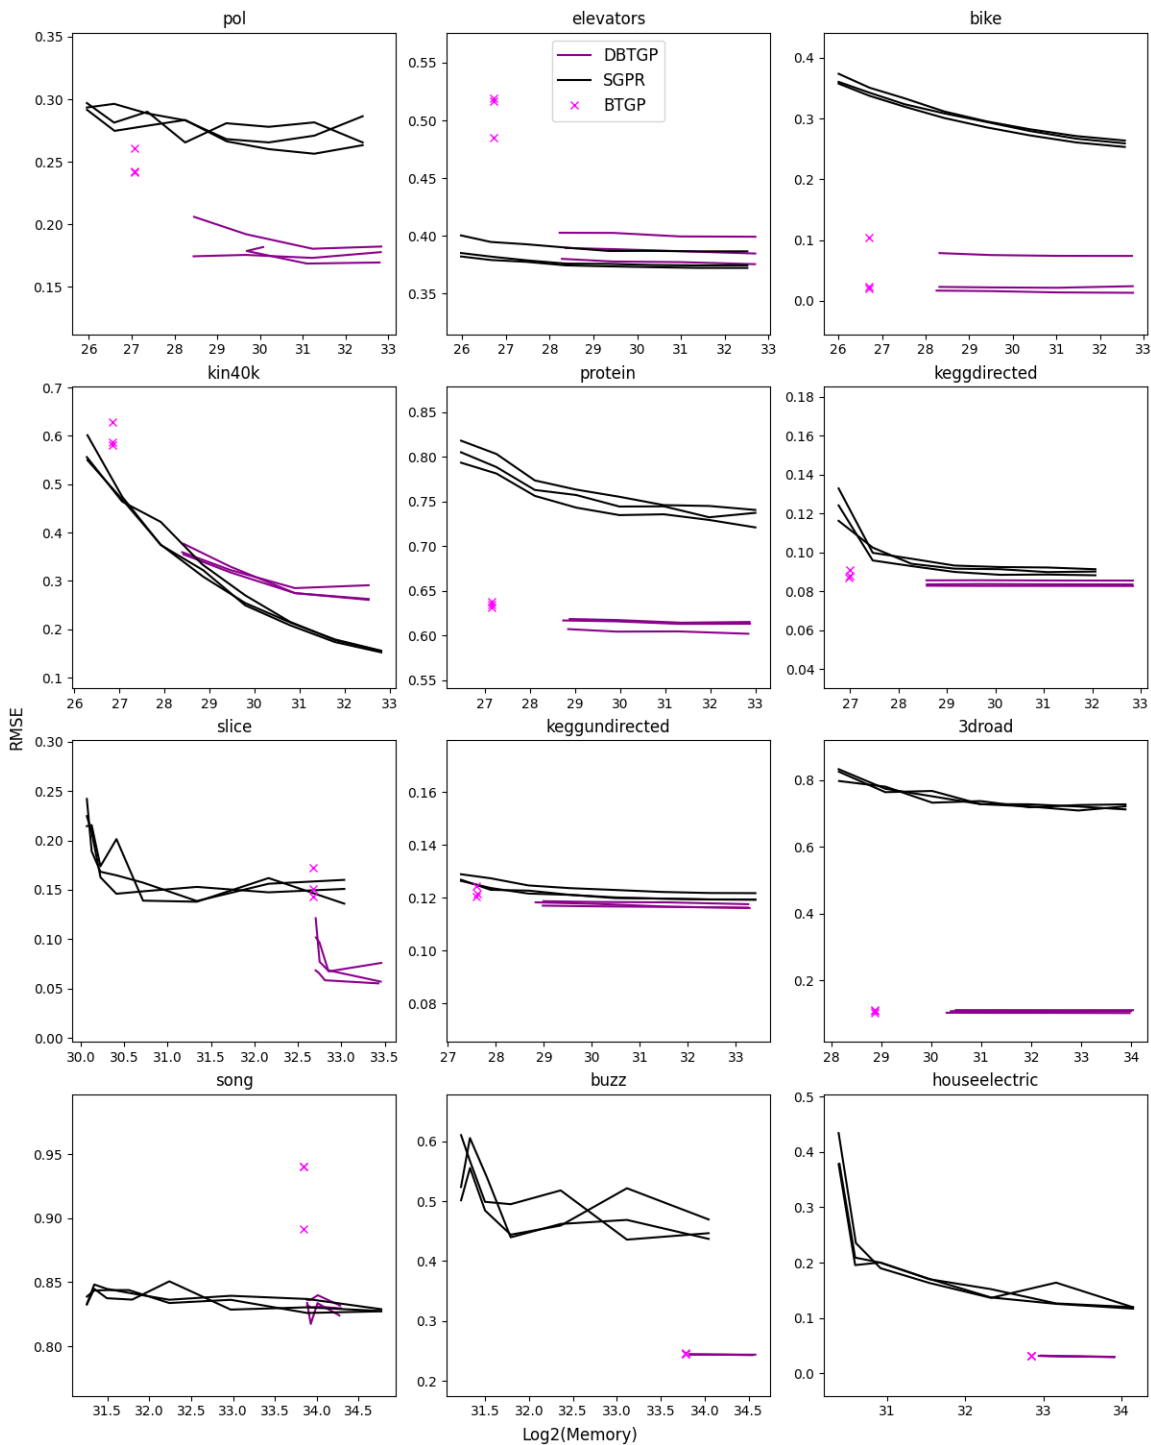 pol
elevators
bike
0.35
0.30
0.25
0.20
0.15
26 27 28 29 30 31 32 33
0.55
0.50
0.45
0.40
0.35
DBTGP
SGPR
BTGP
26 27 28 29 30 31 32 33
0.4
0.3
0.2
0.1
0.0
26 27 28 29 30 31 32 33
kin40k
protein
keggdirected
0.7
0.6
0.5
0.4
0.3
0.2
0.1
26 27 28 29 30 31 32 33
0.85
0.80
0.75
0.70
0.65
0.60
0.55
27 28 29 30 31 32 33
0.18
0.16
0.14
0.12
0.10
0.08
0.06
0.04
27 28 29 30 31 32 33
RMSE
slice
keggundirected
3droad
0.30
0.25
0.20
0.15
0.10
0.05
0.00
30.0 30.5 31.0 31.5 32.0 32.5 33.0 33.5
0.16
0.14
0.12
0.10
0.08
27 28 29 30 31 32 33
0.8
0.6
0.4
0.2
28 29 30 31 32 33 34
song
buzz
houseelectric
0.95
0.90
0.85
0.80
31.5 32.0 32.5 33.0 33.5 34.0 34.5
0.6
0.5
0.4
0.3
0.2
31.5 32.0 32.5 33.0 33.5 34.0 34.5
0.5
0.4
0.3
0.2
0.1
0.0
31 32 33 34
Log2(Memory)